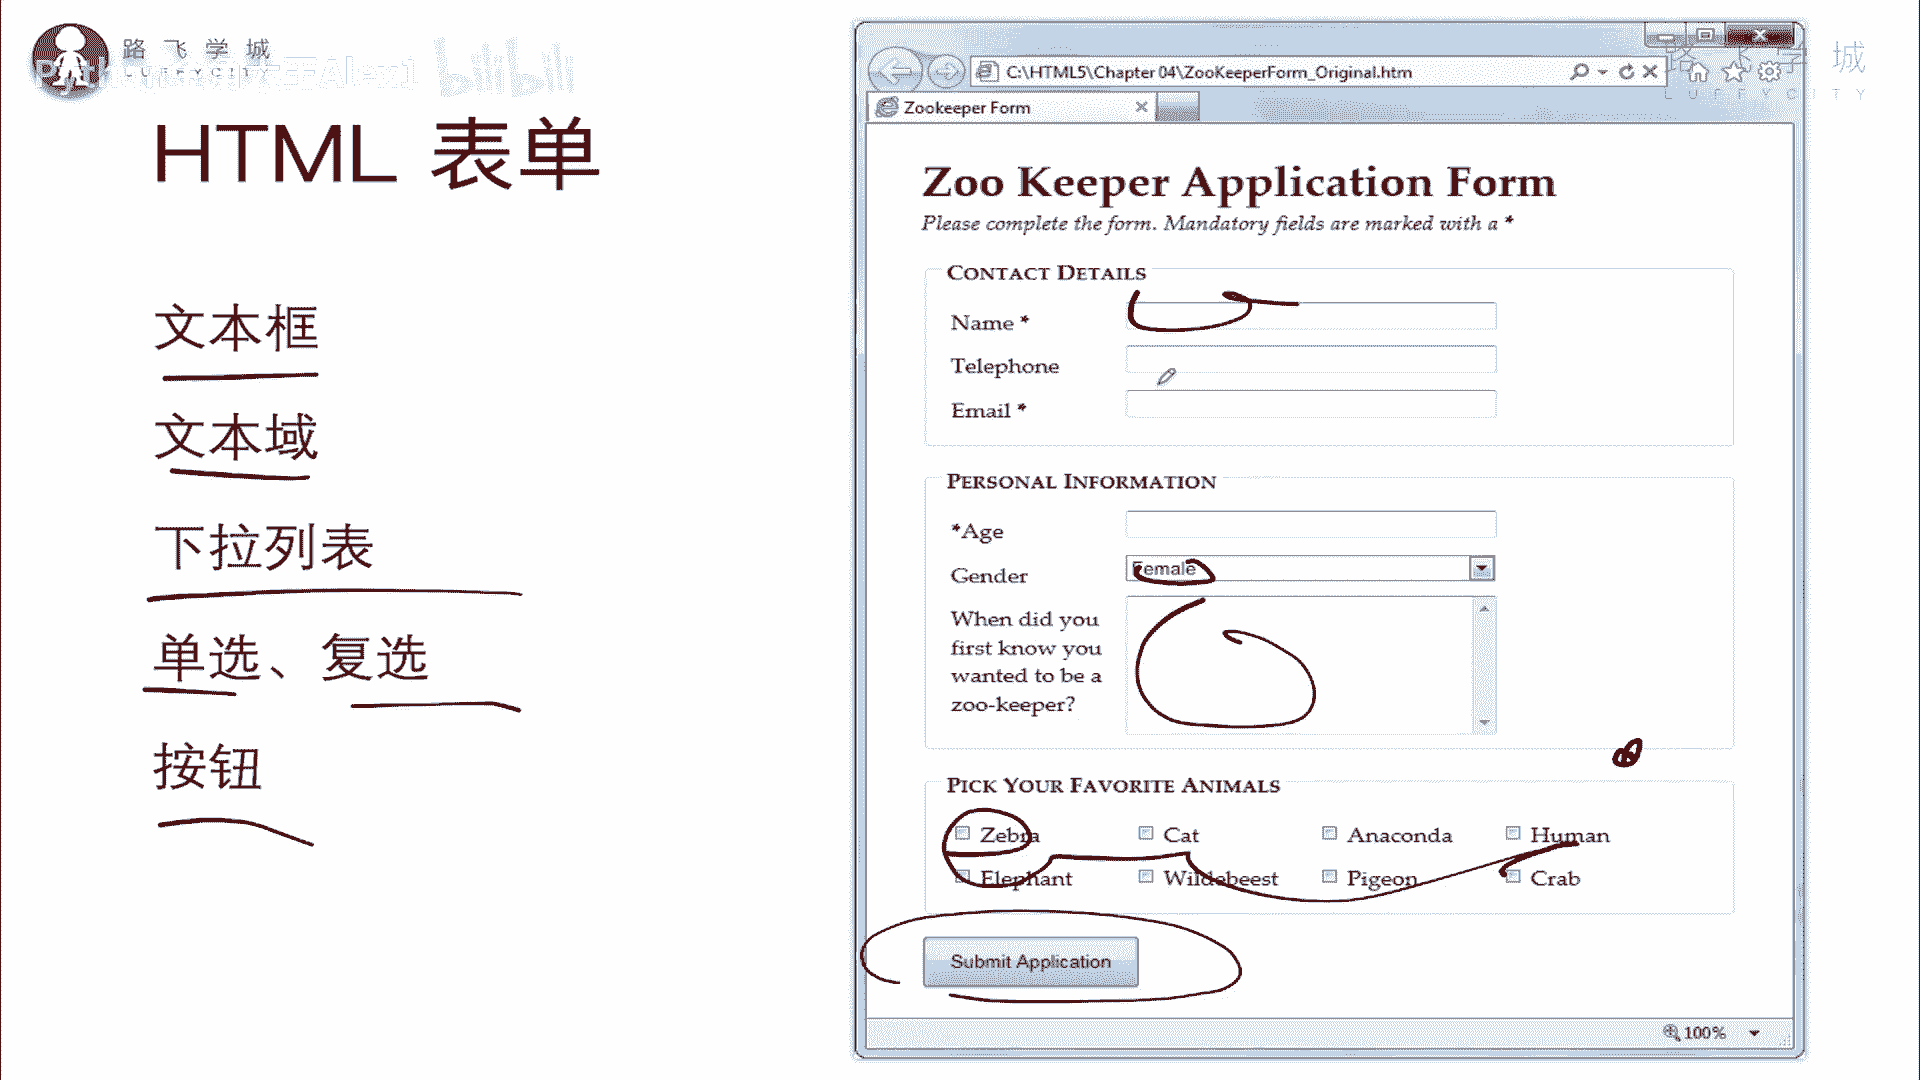 路飞学城
LUFFYCITY
bilibili
HTML 表单
文本框
文本域
下拉列表
单选、复选
按钮
C:\HTML5\Chapter 04\ZooKeeperForm_Original.htm
Zookeeper Form
Zoo Keeper Application Form
Please complete the form. Mandatory fields are marked with a *
CONTACT DETAILS
Name *
Telephone
Email *
PERSONAL INFORMATION
*Age
Gender
Female
When did you
first know you
wanted to be a
zoo-keeper?
PICK YOUR FAVORITE ANIMALS
Zebra Cat Anaconda Human
Elephant Wildebeest Pigeon Crab
Submit Application
100%
路飞学城
LUFFYCITY